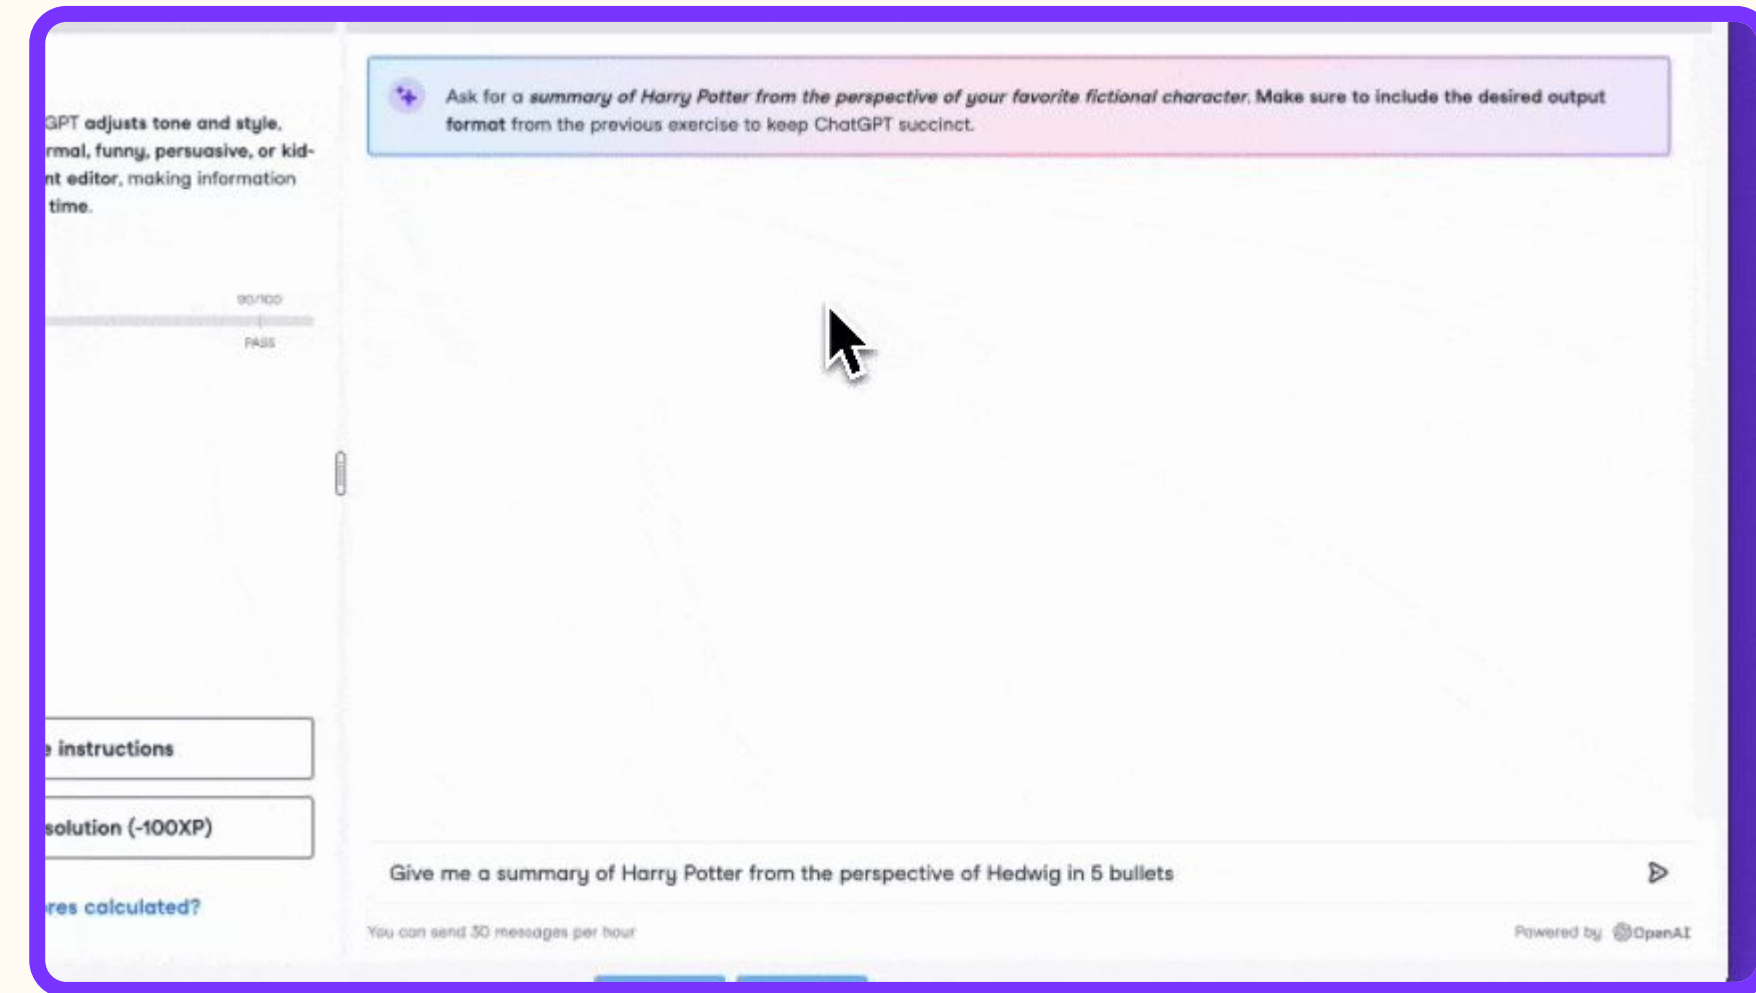 GPT adjusts tone and style,
rmal, funny, persuasive, or kid-
nt editor, making information
time.
90/100
PASS
e instructions
solution (-100XP)
res calculated?
Ask for a summary of Harry Potter from the perspective of your favorite fictional character. Make sure to include the desired output
format from the previous exercise to keep ChatGPT succinct.
Give me a summary of Harry Potter from the perspective of Hedwig in 5 bullets
You can send 30 messages per hour
Powered by OpenAI